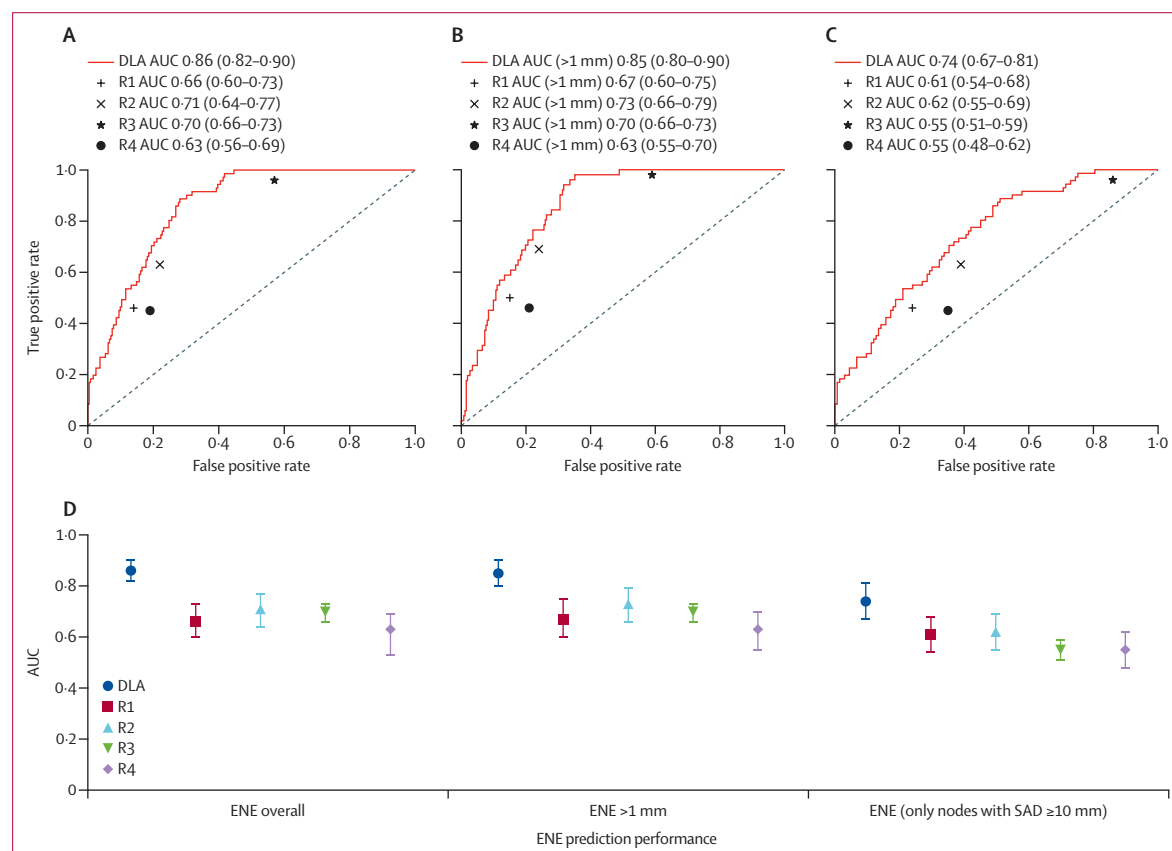 A
DLA AUC 0·86 (0·82–0·90)
R1 AUC 0·66 (0·60–0·73)
R2 AUC 0·71 (0·64–0·77)
R3 AUC 0·70 (0·66–0·73)
R4 AUC 0·63 (0·56–0·69)
B
DLA AUC (>1 mm) 0·85 (0·80–0·90)
R1 AUC (>1 mm) 0·67 (0·60–0·75)
R2 AUC (>1 mm) 0·73 (0·66–0·79)
R3 AUC (>1 mm) 0·70 (0·66–0·73)
R4 AUC (>1 mm) 0·63 (0·55–0·70)
C
DLA AUC 0·74 (0·67–0·81)
R1 AUC 0·61 (0·54–0·68)
R2 AUC 0·62 (0·55–0·69)
R3 AUC 0·55 (0·51–0·59)
R4 AUC 0·55 (0·48–0·62)
True positive rate
1·0
0·8
0·6
0·4
0·2
0
0 0·2 0·4 0·6 0·8 1·0
False positive rate
0 0·2 0·4 0·6 0·8 1·0
False positive rate
0 0·2 0·4 0·6 0·8 1·0
False positive rate
D
AUC
1·0
0·8
0·6
0·4
0·2
0
DLA
R1
R2
R3
R4
ENE overall
ENE >1 mm
ENE (only nodes with SAD ≥10 mm)
ENE prediction performance